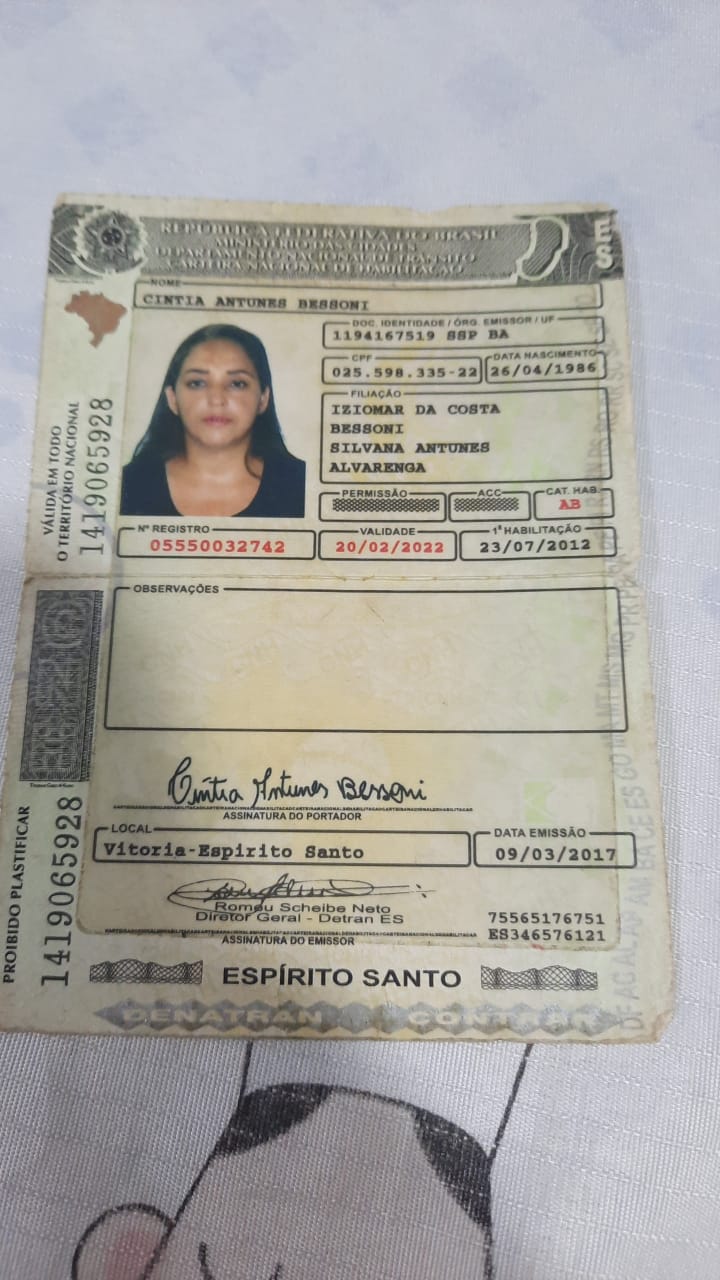 REPÚBLICA FEDERATIVA DO BRASIL
MINISTÉRIO DAS CIDADES
DEPARTAMENTO NACIONAL DE TRÂNSITO
CARTEIRA NACIONAL DE HABILITAÇÃO
ES
NOME
CINTIA ANTUNES BESSONI
DOC. IDENTIDADE / ÓRG. EMISSOR / UF
1194167519 SSP BA
CPF
025.598.335-22
DATA NASCIMENTO
26/04/1986
FILIAÇÃO
IZIOMAR DA COSTA
BESSONI
SILVANA ANTUNES
ALVARENGA
PERMISSÃO
ACC
CAT. HAB.
AB
Nº REGISTRO
05550032742
VALIDADE
20/02/2022
1ª HABILITAÇÃO
23/07/2012
VÁLIDA EM TODO
O TERRITÓRIO NACIONAL
1419065928
OBSERVAÇÕES
Cintia Antunes Bessoni
ASSINATURA DO PORTADOR
LOCAL
Vitoria-Espirito Santo
DATA EMISSÃO
09/03/2017
Romeu Scheibe Neto
Diretor Geral - Detran ES
75565176751
ES346576121
ASSINATURA DO EMISSOR
PROIBIDO PLASTIFICAR
1419065928
ESPÍRITO SANTO
DENATRAN CONTRAN